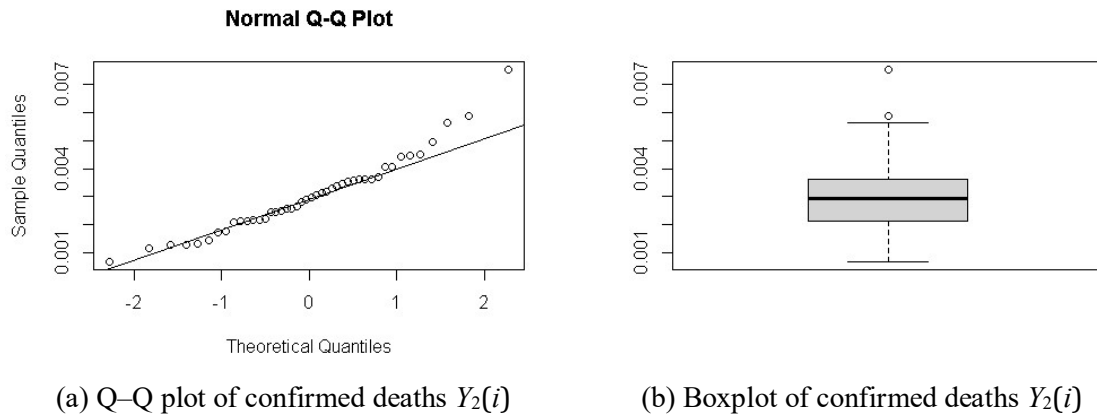 Normal Q-Q Plot
Sample Quantiles
0.007
0.004
0.001
-2 -1 0 1 2
Theoretical Quantiles
0.007
0.004
0.001
(a) Q–Q plot of confirmed deaths Y₂(i)
(b) Boxplot of confirmed deaths Y₂(i)